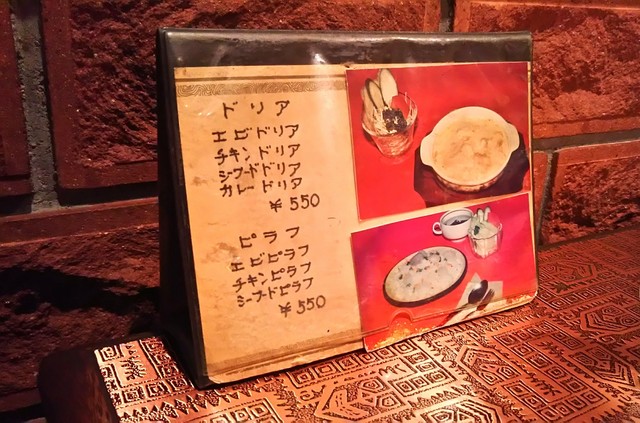 ドリア
エビドリア
チキンドリア
シーフードドリア
カレードリア
¥550
ピラフ
エビピラフ
チキンピラフ
シーフードピラフ
¥550